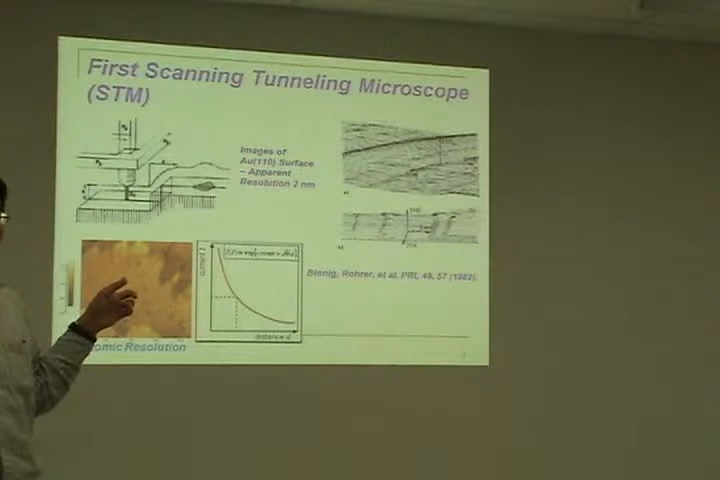 First Scanning Tunneling Microscope
(STM)
Images of
Au(110) Surface
– Apparent
Resolution 2 nm
current I
distance d
Binnig, Rohrer, et al. PRL 49, 57 (1982).
omic Resolution